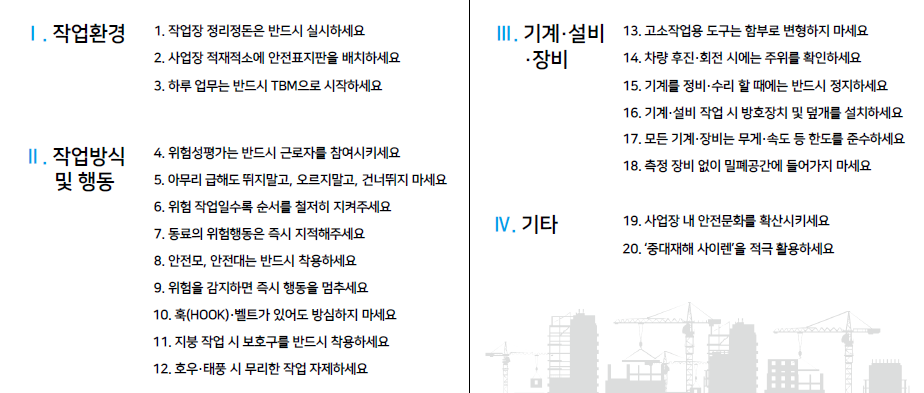 Ⅰ. 작업환경
1. 작업장 정리정돈은 반드시 실시하세요
2. 사업장 적재적소에 안전표지판을 배치하세요
3. 하루 업무는 반드시 TBM으로 시작하세요
Ⅱ. 작업방식
및 행동
4. 위험성평가는 반드시 근로자를 참여시키세요
5. 아무리 급해도 뛰지말고, 오르지말고, 건너뛰지 마세요
6. 위험 작업일수록 순서를 철저히 지켜주세요
7. 동료의 위험행동은 즉시 지적해주세요
8. 안전모, 안전대는 반드시 착용하세요
9. 위험을 감지하면 즉시 행동을 멈추세요
10. 훅(HOOK)·벨트가 있어도 방심하지 마세요
11. 지붕 작업 시 보호구를 반드시 착용하세요
12. 호우·태풍 시 무리한 작업 자제하세요
Ⅲ. 기계·설비
·장비
13. 고소작업용 도구는 함부로 변형하지 마세요
14. 차량 후진·회전 시에는 주위를 확인하세요
15. 기계를 정비·수리 할 때에는 반드시 정지하세요
16. 기계·설비 작업 시 방호장치 및 덮개를 설치하세요
17. 모든 기계·장비는 무게·속도 등 한도를 준수하세요
18. 측정 장비 없이 밀폐공간에 들어가지 마세요
Ⅳ. 기타
19. 사업장 내 안전문화를 확산시키세요
20. ‘중대재해 사이렌’을 적극 활용하세요